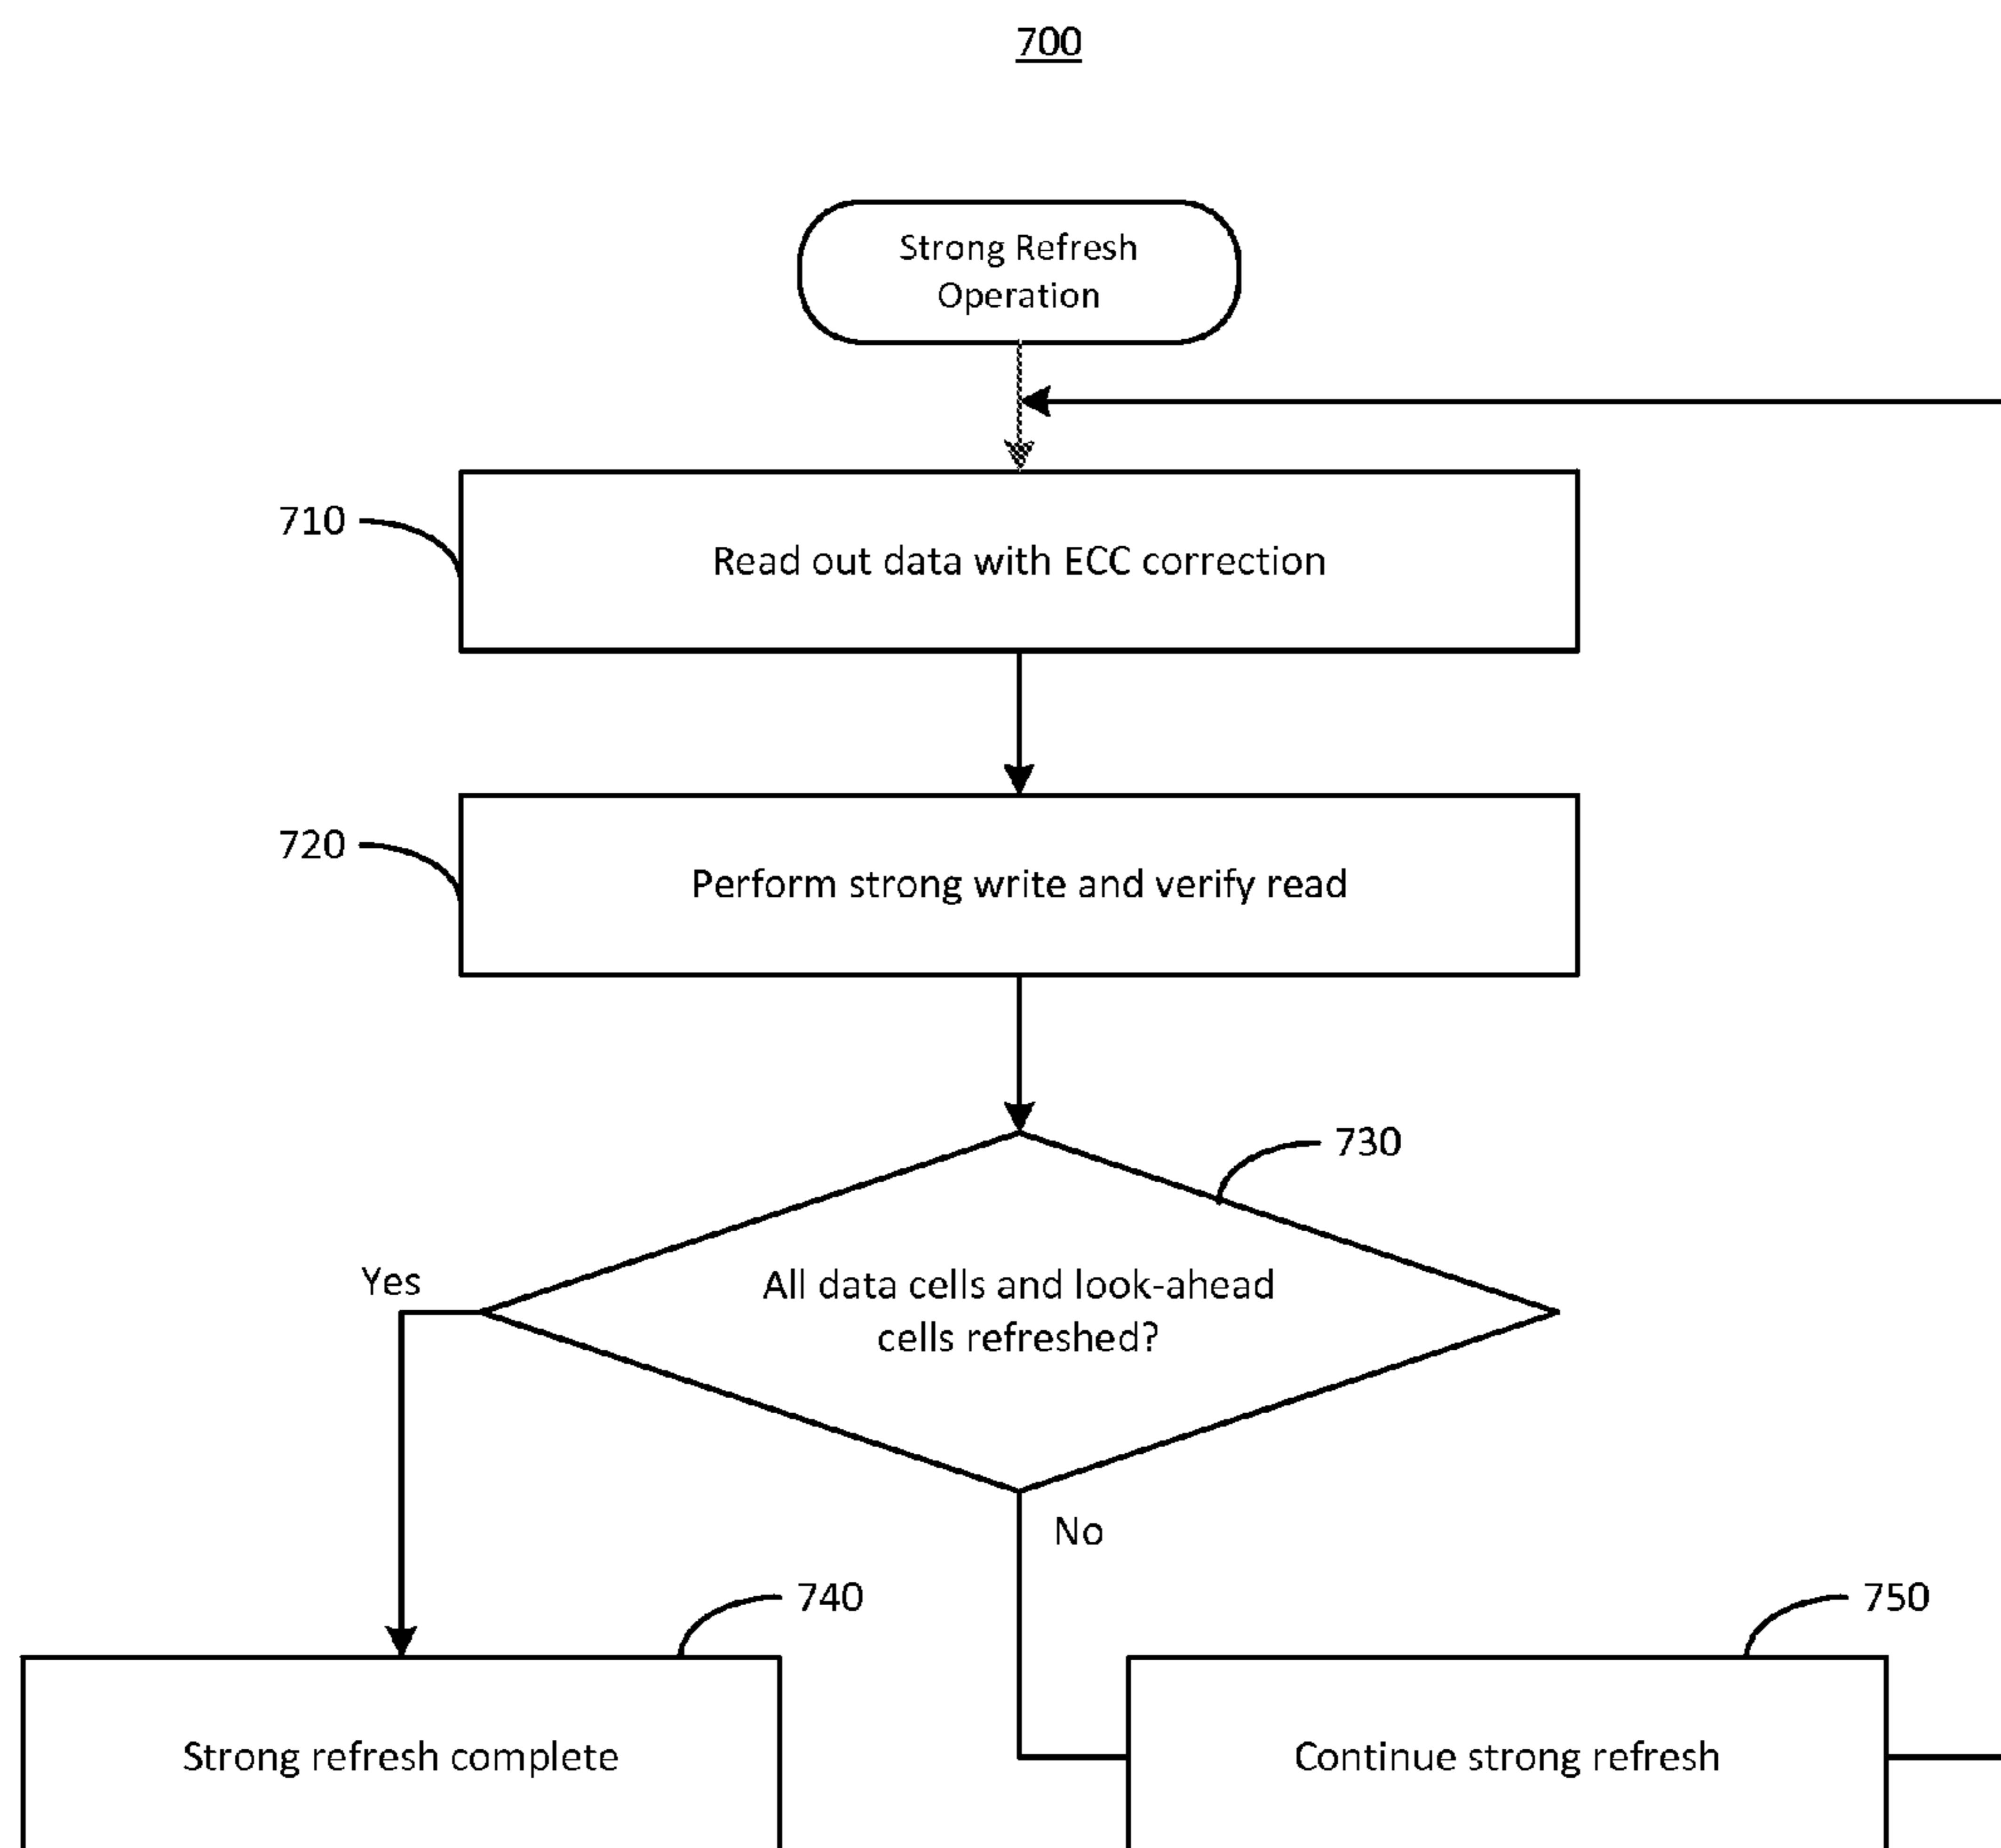 700
Strong Refresh
Operation
710
Read out data with ECC correction
720
Perform strong write and verify read
730
All data cells and look-ahead
cells refreshed?
Yes
No
740
750
Strong refresh complete
Continue strong refresh